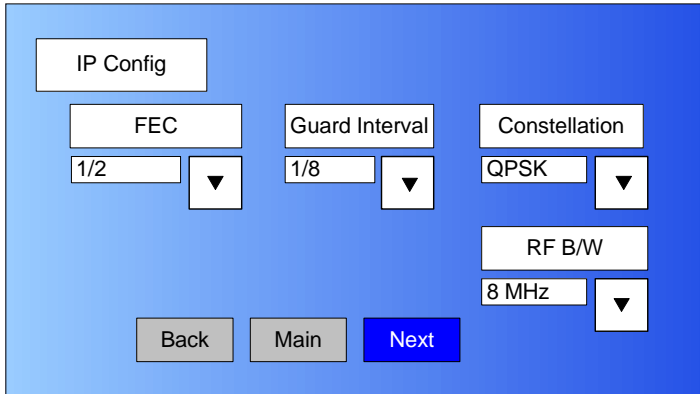 IP Config
FEC
Guard Interval
Constellation
1/2
1/8
QPSK
RF B/W
8 MHz
Back
Main
Next